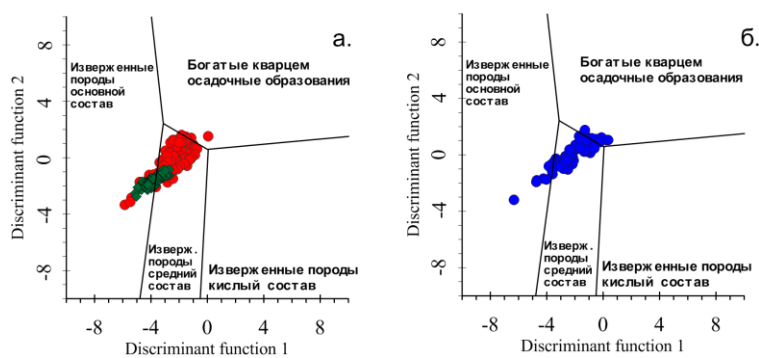 а.
Discriminant function 2
8
4
0
-4
-8
Изверженные
породы
основной
состав
Богатые кварцем
осадочные образования
Изверж.
породы
средний
состав
Изверженные породы
кислый состав
-8 -4 0 4 8
Discriminant function 1
б.
Discriminant function 2
8
4
0
-4
-8
Изверженные
породы
основной
состав
Богатые кварцем
осадочные образования
Изверж.
породы
средний
состав
Изверженные породы
кислый состав
-8 -4 0 4 8
Discriminant function 1